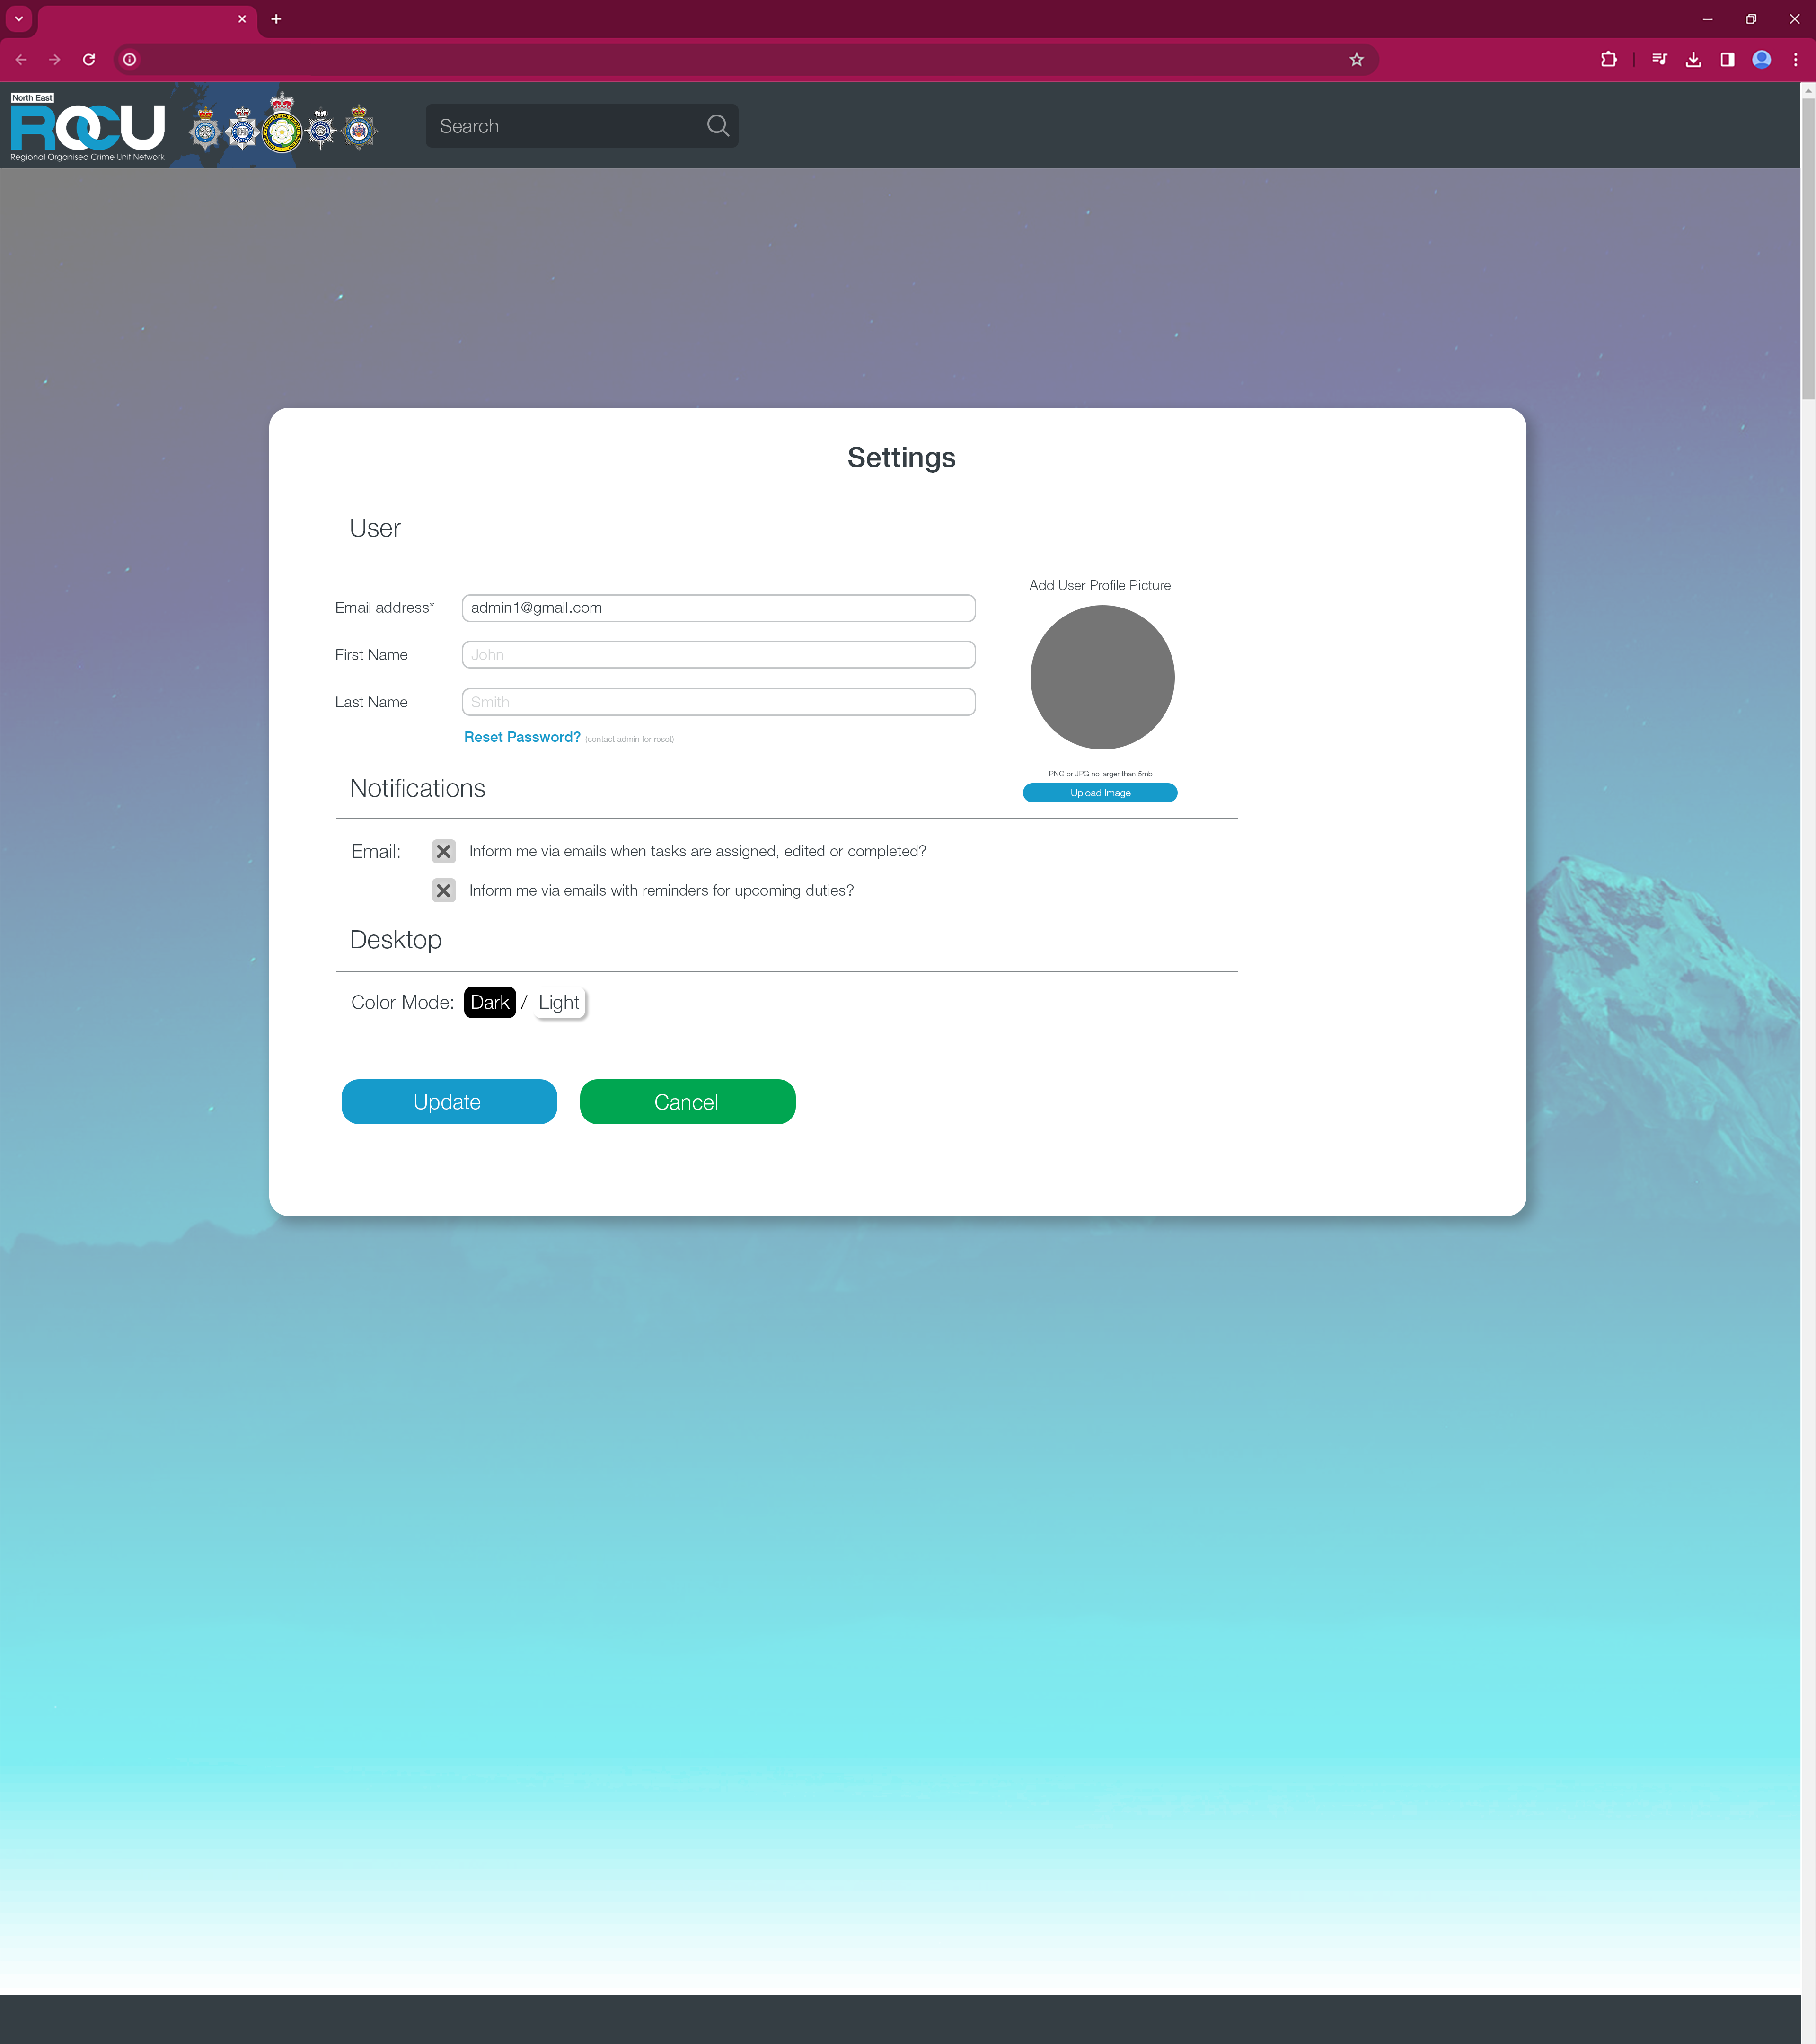 North East
ROCU
Regional Organised Crime Unit Network
Search
Settings
User
Add User Profile Picture
Email address* admin1@gmail.com
First Name John
Last Name Smith
Reset Password? (contact admin for reset)
PNG or JPG no larger than 5mb
Upload Image
Notifications
Email: Inform me via emails when tasks are assigned, edited or completed?
Inform me via emails with reminders for upcoming duties?
Desktop
Color Mode: Dark / Light
Update Cancel